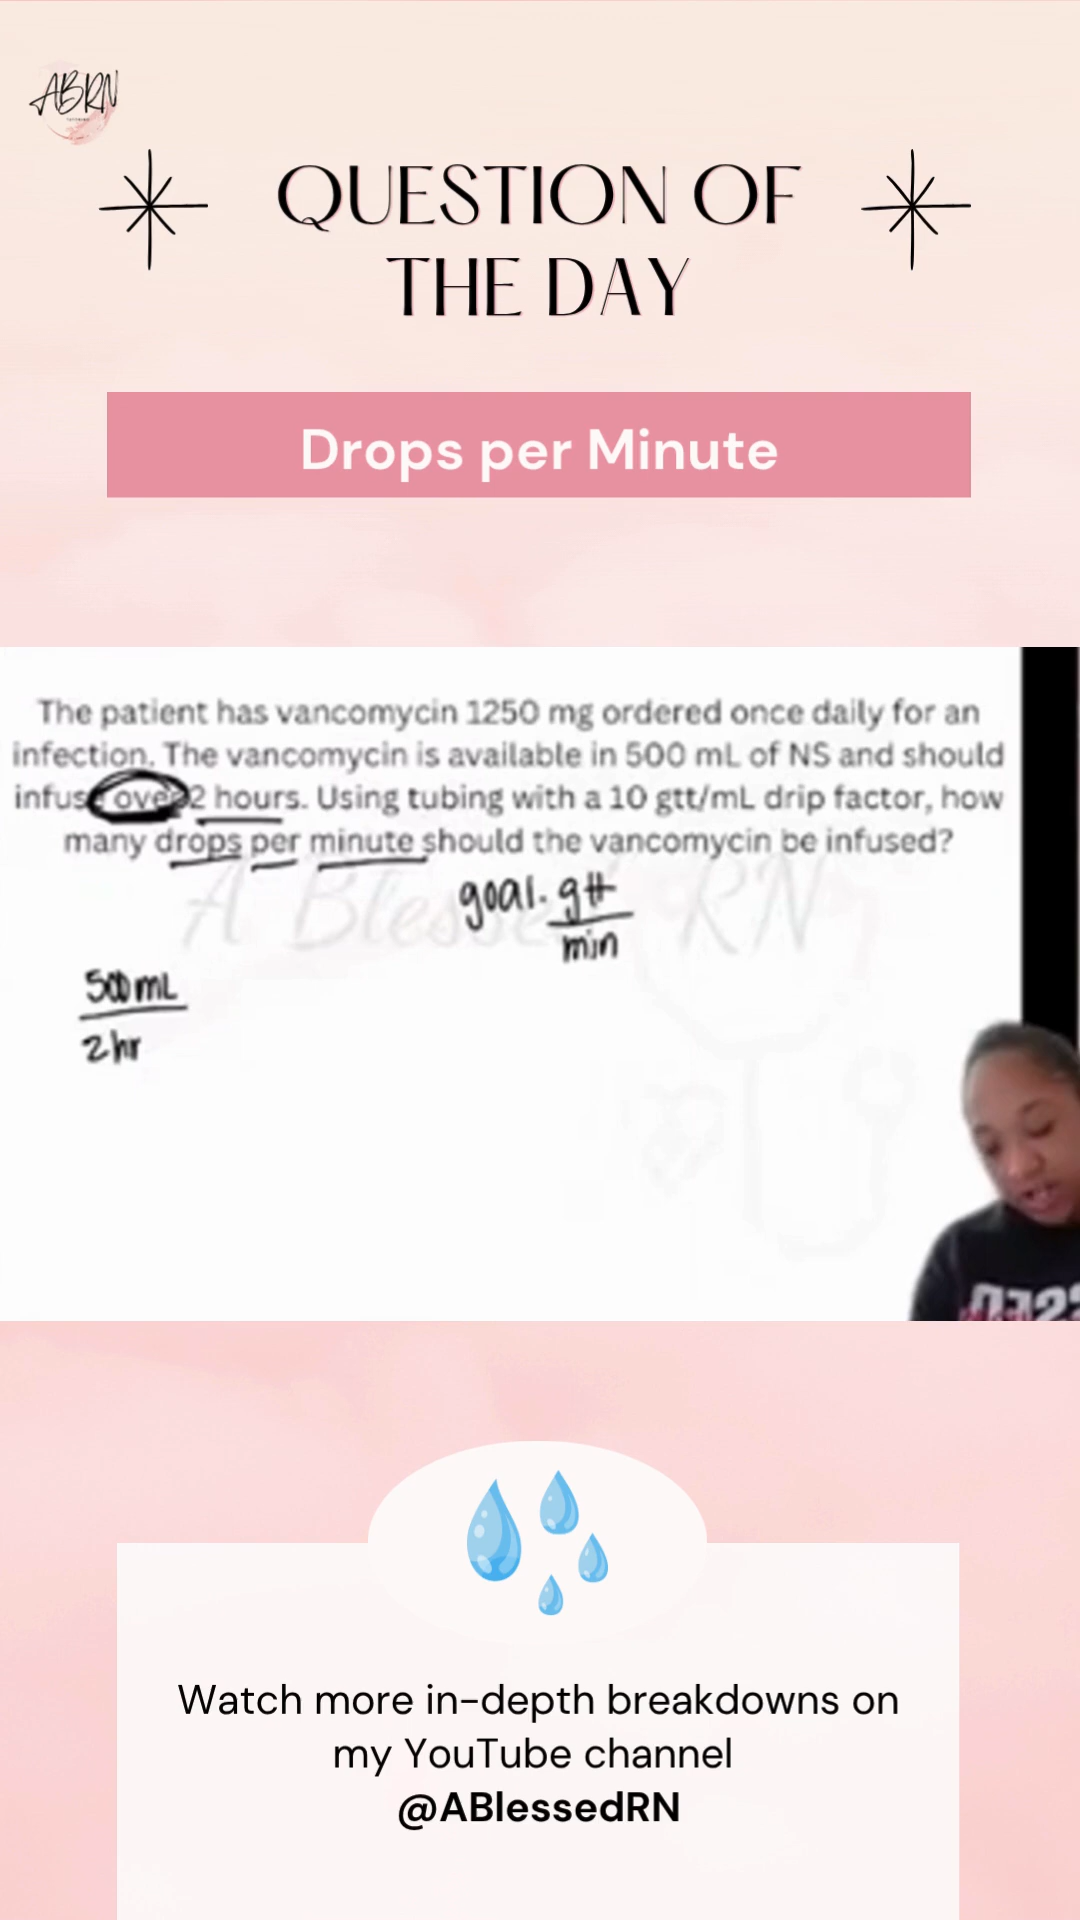 ABRN
QUESTION OF
THE DAY
Drops per Minute
The patient has vancomycin 1250 mg ordered once daily for an
infection. The vancomycin is available in 500 mL of NS and should
infuse over 2 hours. Using tubing with a 10 gtt/mL drip factor, how
many drops per minute should the vancomycin be infused?
A Blessed RN
goal. gtt
min
500 mL
2 hr
Watch more in-depth breakdowns on
my YouTube channel
@ABlessedRN